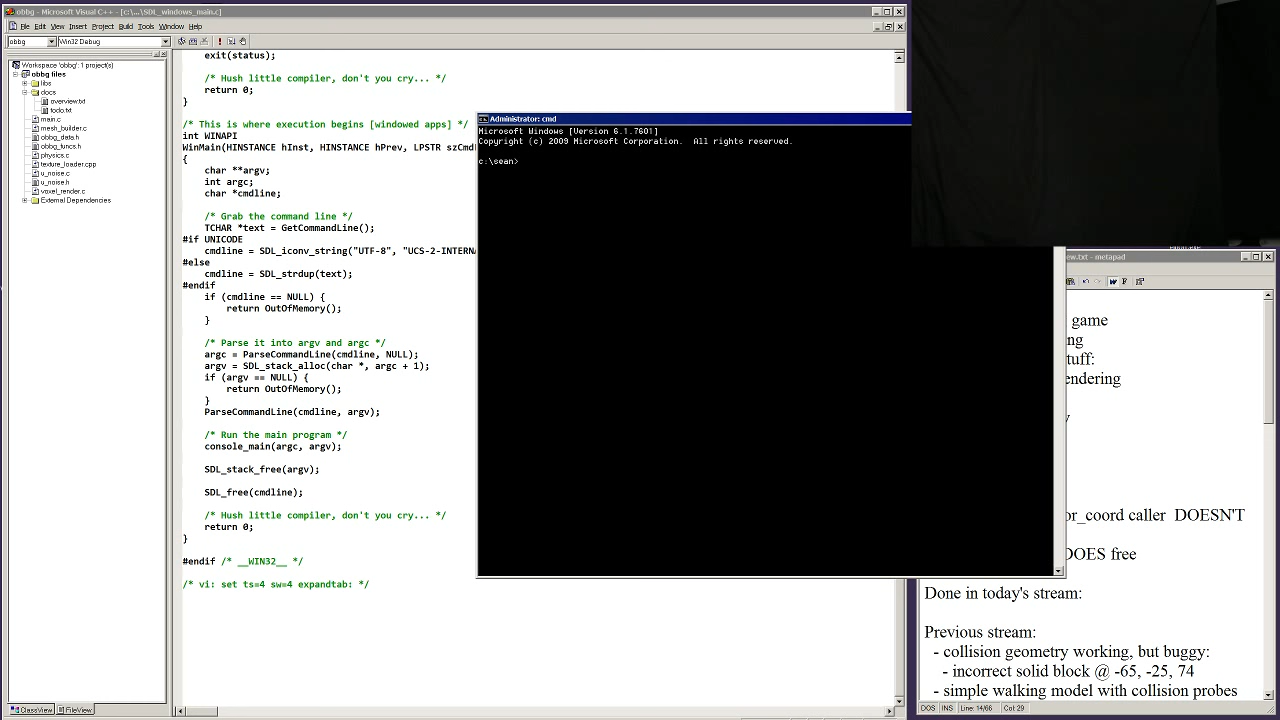 obbg - Microsoft Visual C++ - [c:\...\SDL_windows_main.c]
File Edit View Insert Project Build Tools Window Help
obbg Win32 Debug
Workspace 'obbg': 1 project(s)
obbg files
libs
docs
overview.txt
todo.txt
main.c
mesh_builder.c
obbg_data.h
obbg_funcs.h
physics.c
texture_loader.cpp
u_noise.c
u_noise.h
voxel_render.c
External Dependencies
ClassView FileView
exit(status);
/* Hush little compiler, don't you cry... */
return 0;
}
/* This is where execution begins [windowed apps] */
int WINAPI
WinMain(HINSTANCE hInst, HINSTANCE hPrev, LPSTR szCmd
{
char **argv;
int argc;
char *cmdline;
/* Grab the command line */
TCHAR *text = GetCommandLine();
#if UNICODE
cmdline = SDL_iconv_string("UTF-8", "UCS-2-INTERNA
#else
cmdline = SDL_strdup(text);
#endif
if (cmdline == NULL) {
return OutOfMemory();
}
/* Parse it into argv and argc */
argc = ParseCommandLine(cmdline, NULL);
argv = SDL_stack_alloc(char *, argc + 1);
if (argv == NULL) {
return OutOfMemory();
}
ParseCommandLine(cmdline, argv);
/* Run the main program */
console_main(argc, argv);
SDL_stack_free(argv);
SDL_free(cmdline);
/* Hush little compiler, don't you cry... */
return 0;
}
#endif /* __WIN32__ */
/* vi: set ts=4 sw=4 expandtab: */
Administrator: cmd
Microsoft Windows [Version 6.1.7601]
Copyright (c) 2009 Microsoft Corporation. All rights reserved.
c:\sean>
ew.txt - metapad
game
ng
tuff:
endering
y
or_coord caller DOESN'T
DOES free
Done in today's stream:
Previous stream:
- collision geometry working, but buggy:
- incorrect solid block @ -65, -25, 74
- simple walking model with collision probes
DOS INS Line: 14/66 Col: 29